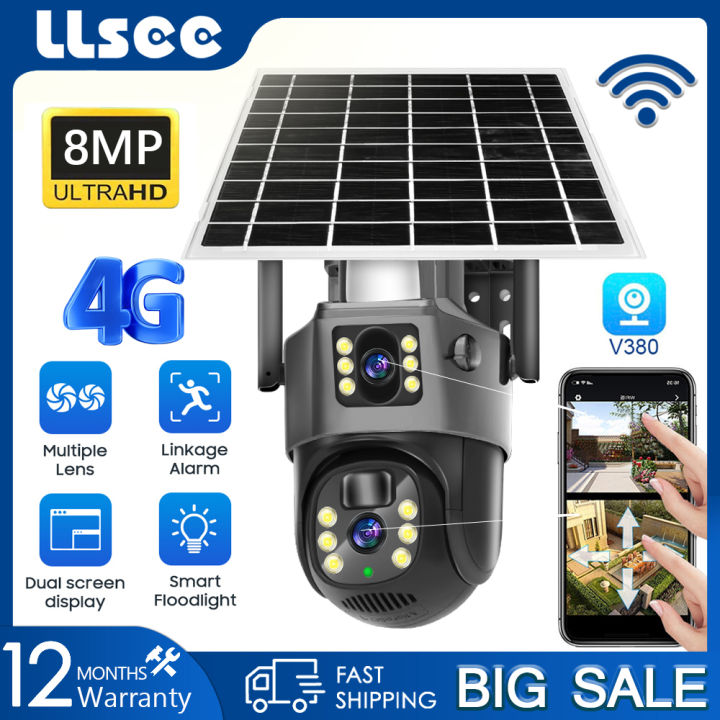 LLSEE
8MP
ULTRAHD
4G
V380
Multiple
Lens
Linkage
Alarm
Dual screen
display
Smart
Floodlight
12 MONTHS
Warranty
FAST
SHIPPING
BIG SALE